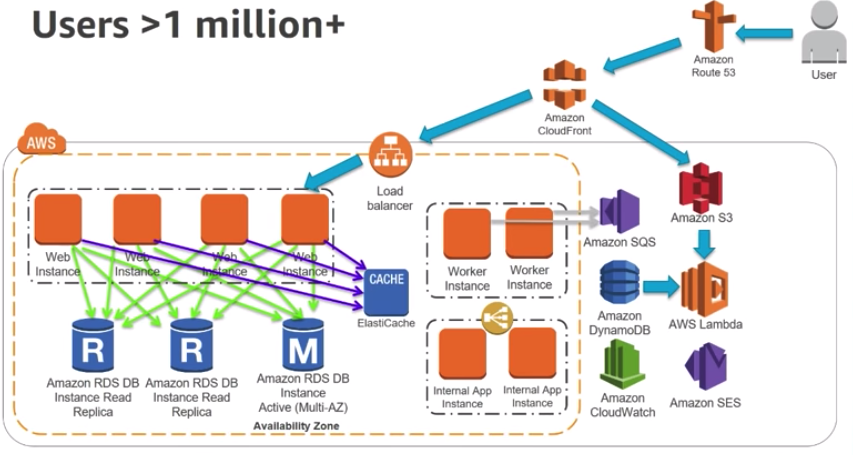 Users >1 million+
Amazon
Route 53
User
Amazon
CloudFront
AWS
Load
balancer
Amazon S3
Web
Instance
Web
Instance
Web
Instance
Web
Instance
Worker
Instance
Worker
Instance
Amazon SQS
CACHE
ElastiCache
Amazon
DynamoDB
AWS Lambda
R
R
M
Amazon RDS DB
Instance Read
Replica
Amazon RDS DB
Instance Read
Replica
Amazon RDS DB
Instance
Active (Multi-AZ)
Internal App
Instance
Internal App
Instance
Amazon
CloudWatch
Amazon SES
Availability Zone